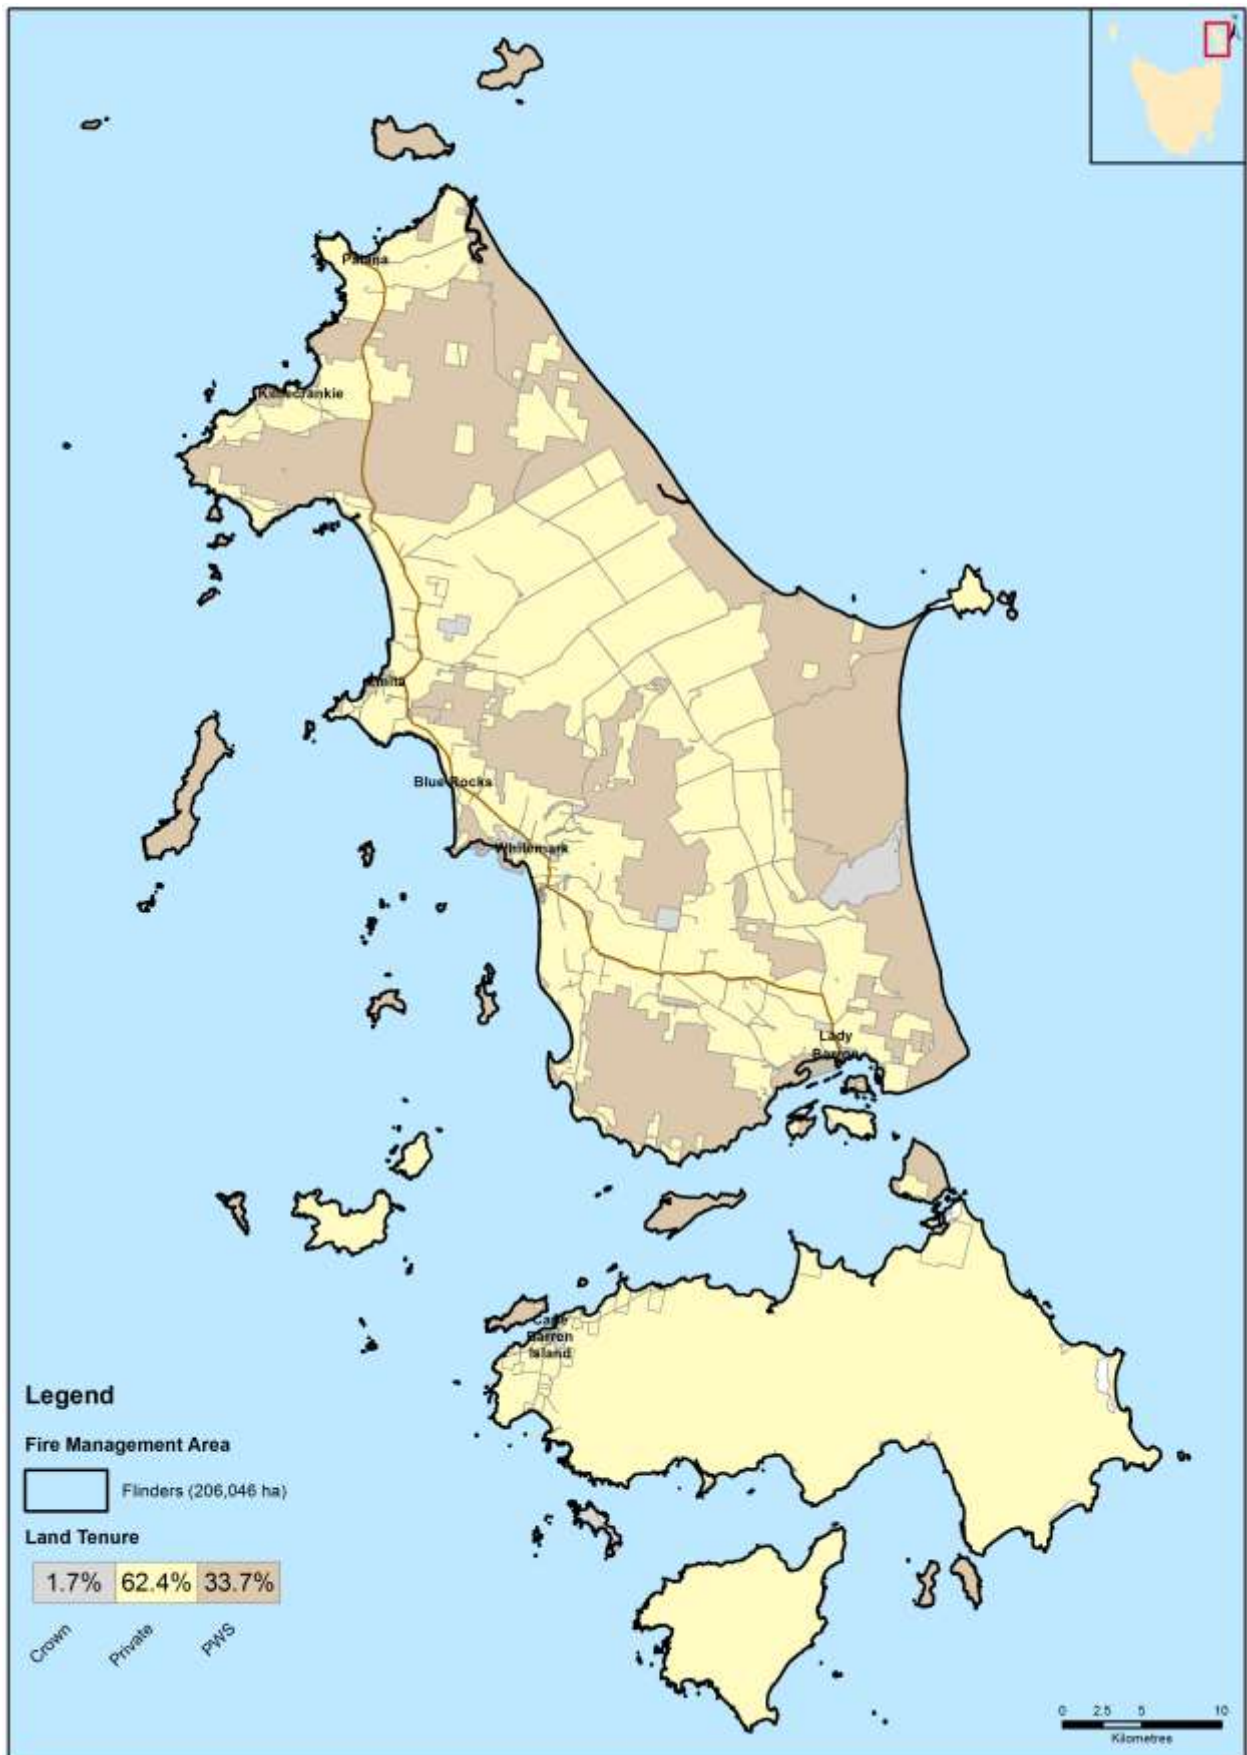 Palana
Killiecrankie
Emita
Blue Rocks
Whitemark
Lady
Barron
Cape
Barren
Island
Legend
Fire Management Area
Flinders (206,046 ha)
Land Tenure
1.7% 62.4% 33.7%
Crown Private PWS
0 2.5 5 10
Kilometres